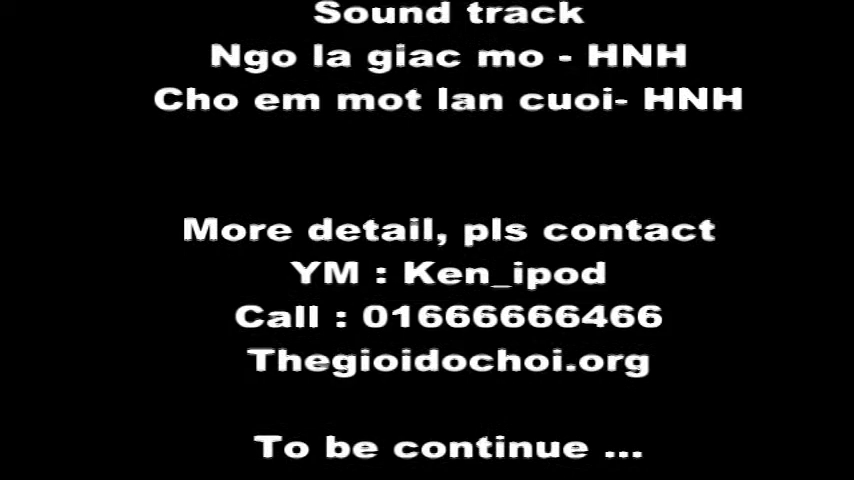 Sound track
Ngo la giac mo - HNH
Cho em mot lan cuoi- HNH
More detail, pls contact
YM : Ken_ipod
Call : 01666666466
Thegioidochoi.org
To be continue ...